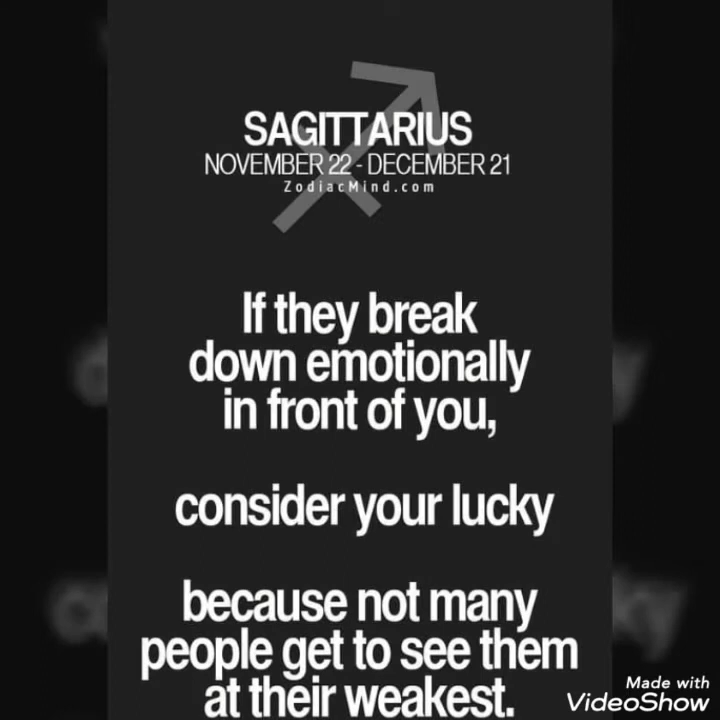 SAGITTARIUS
NOVEMBER 22 - DECEMBER 21
ZodiacMind.com
If they break
down emotionally
in front of you,
consider your lucky
because not many
people get to see them
at their weakest.
Made with
VideoShow